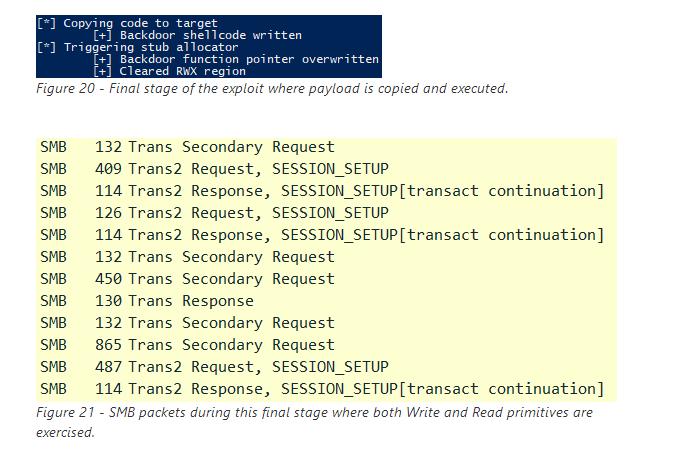 [*] Copying code to target
[+] Backdoor shellcode written
[*] Triggering stub allocator
[+] Backdoor function pointer overwritten
[+] Cleared RWX region
Figure 20 - Final stage of the exploit where payload is copied and executed.
SMB 132 Trans Secondary Request
SMB 409 Trans2 Request, SESSION_SETUP
SMB 114 Trans2 Response, SESSION_SETUP[transact continuation]
SMB 126 Trans2 Request, SESSION_SETUP
SMB 114 Trans2 Response, SESSION_SETUP[transact continuation]
SMB 132 Trans Secondary Request
SMB 450 Trans Secondary Request
SMB 130 Trans Response
SMB 132 Trans Secondary Request
SMB 865 Trans Secondary Request
SMB 487 Trans2 Request, SESSION_SETUP
SMB 114 Trans2 Response, SESSION_SETUP[transact continuation]
Figure 21 - SMB packets during this final stage where both Write and Read primitives are
exercised.